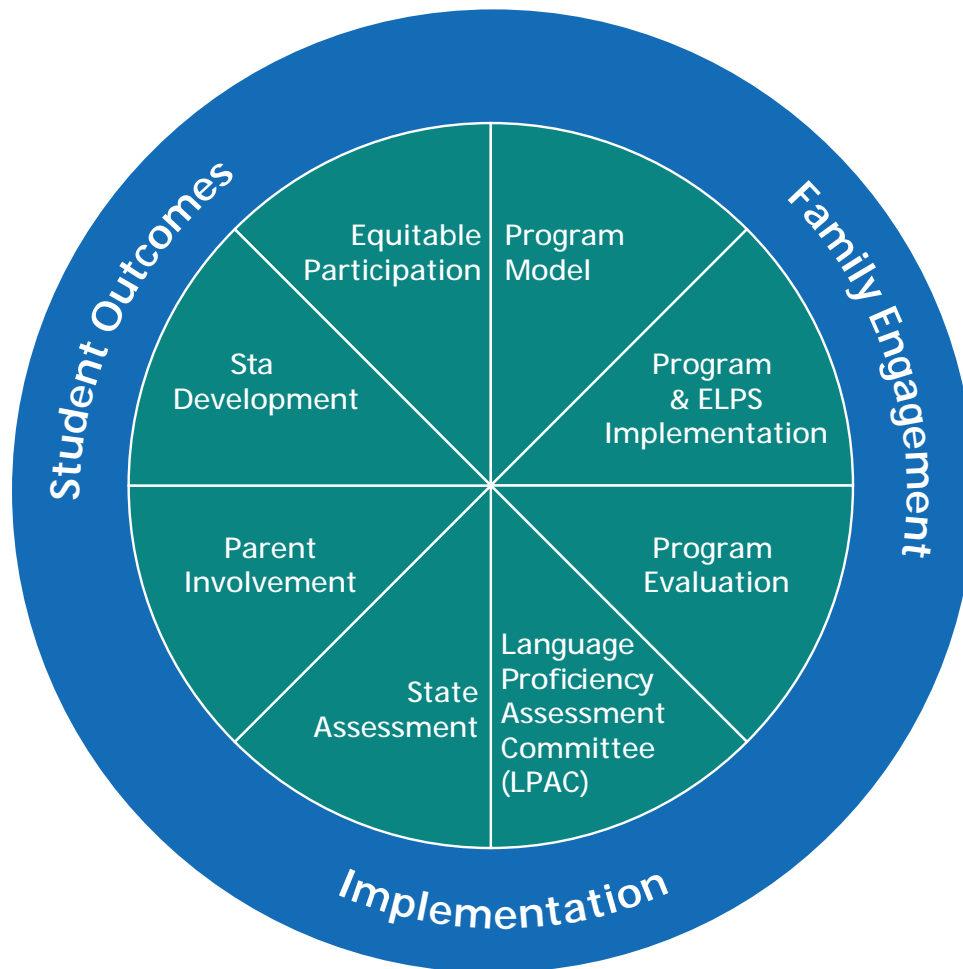 Student Outcomes
Family Engagement
Implementation
Equitable
Participation
Program
Model
Program
& ELPS
Implementation
Program
Evaluation
Language
Proficiency
Assessment
Committee
(LPAC)
State
Assessment
Parent
Involvement
Sta
Development